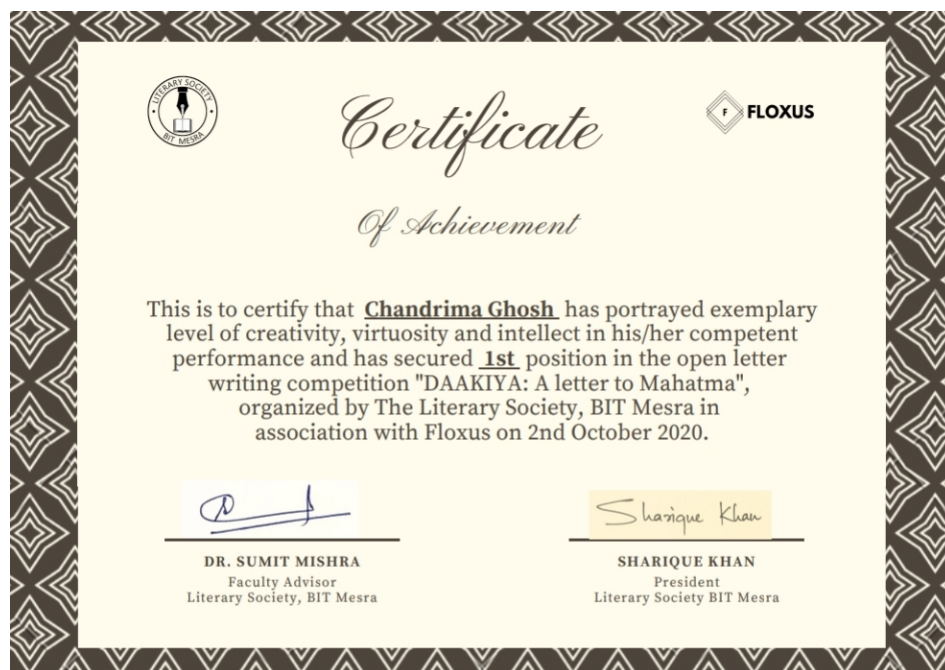 LITERARY SOCIETY
BIT MESRA
Certificate
F FLOXUS
Of Achievement
This is to certify that Chandrima Ghosh has portrayed exemplary
level of creativity, virtuosity and intellect in his/her competent
performance and has secured 1st position in the open letter
writing competition "DAAKIYA: A letter to Mahatma",
organized by The Literary Society, BIT Mesra in
association with Floxus on 2nd October 2020.
Sharique Khan
DR. SUMIT MISHRA
Faculty Advisor
Literary Society, BIT Mesra
SHARIQUE KHAN
President
Literary Society BIT Mesra